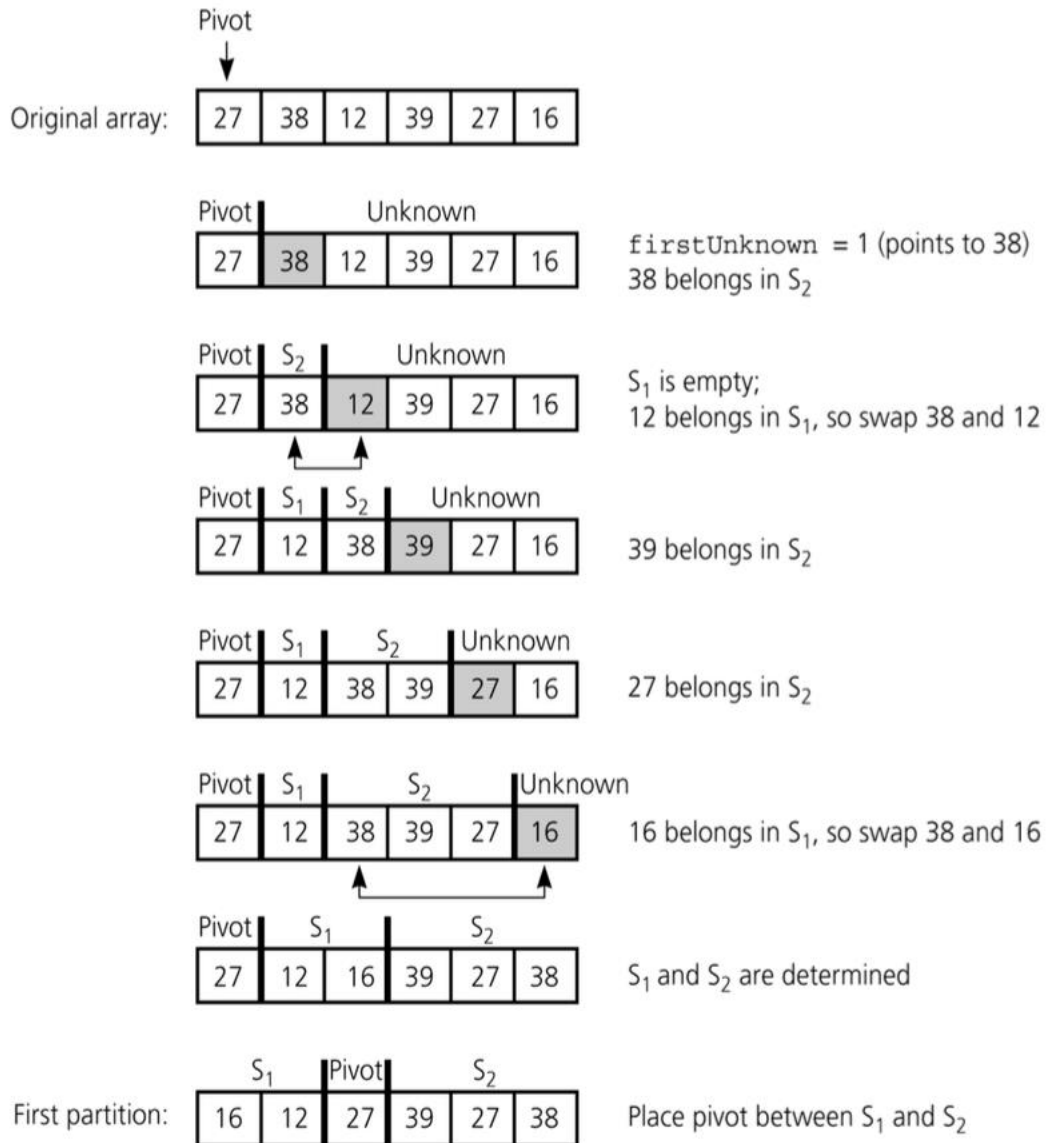 Pivot
Original array: 27 38 12 39 27 16
Pivot Unknown
27 38 12 39 27 16
firstUnknown = 1 (points to 38)
38 belongs in S₂
Pivot S₂ Unknown
27 38 12 39 27 16
S₁ is empty;
12 belongs in S₁, so swap 38 and 12
Pivot S₁ S₂ Unknown
27 12 38 39 27 16
39 belongs in S₂
Pivot S₁ S₂ Unknown
27 12 38 39 27 16
27 belongs in S₂
Pivot S₁ S₂ Unknown
27 12 38 39 27 16
16 belongs in S₁, so swap 38 and 16
Pivot S₁ S₂
27 12 16 39 27 38
S₁ and S₂ are determined
S₁ Pivot S₂
First partition: 16 12 27 39 27 38
Place pivot between S₁ and S₂